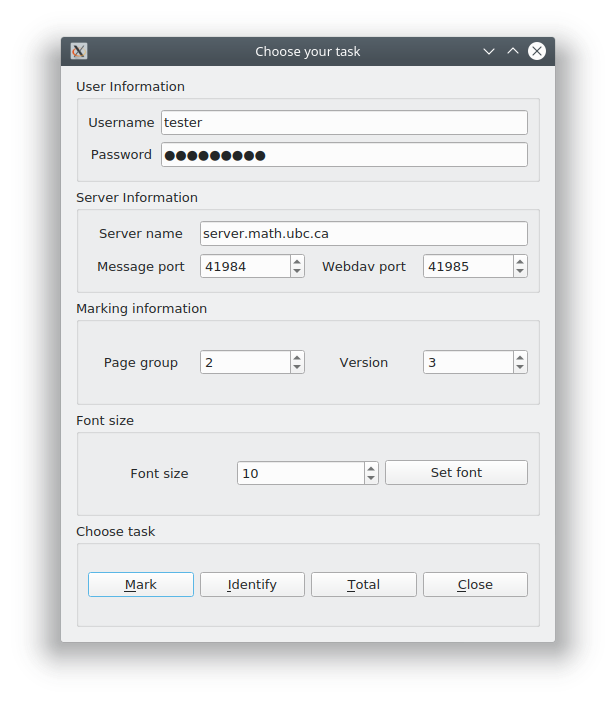 Choose your task
User Information
Username tester
Password ●●●●●●●●●
Server Information
Server name server.math.ubc.ca
Message port 41984 Webdav port 41985
Marking information
Page group 2 Version 3
Font size
Font size 10 Set font
Choose task
Mark Identify Total Close